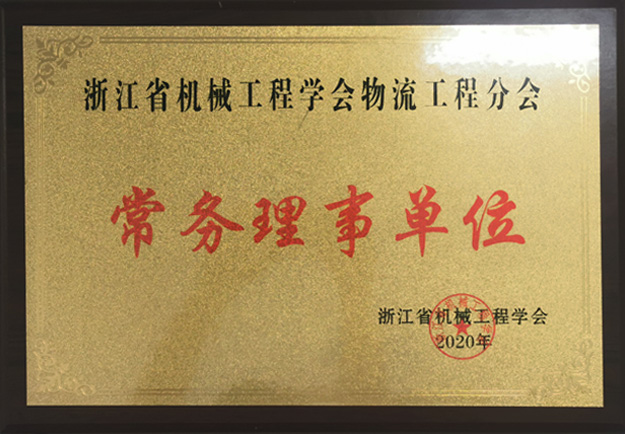 浙江省机械工程学会物流工程分会
常务理事单位
浙江省机械工程学会
2020年